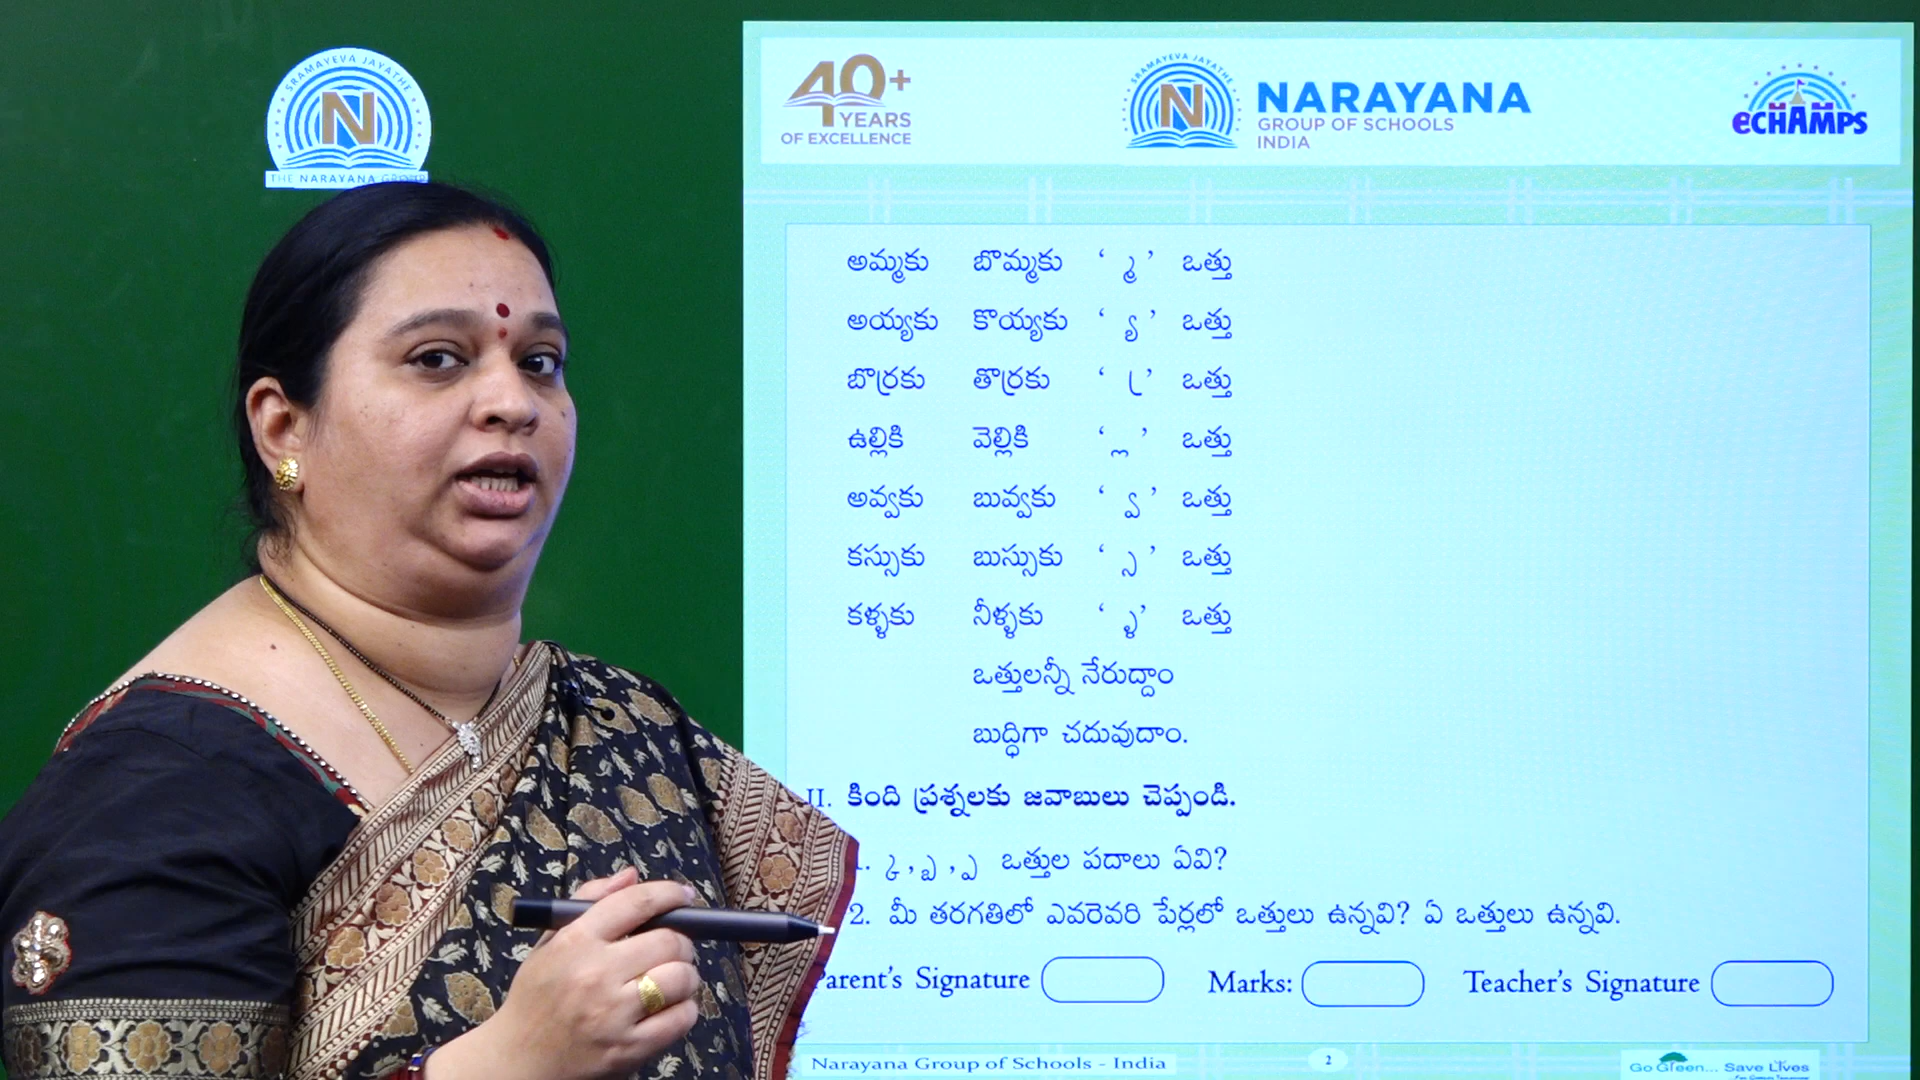 SRAMAYEVA JAYATHE
N
THE NARAYANA GROUP
40+
YEARS
OF EXCELLENCE
SRAMAYEVA JAYATHE
N
NARAYANA
GROUP OF SCHOOLS
INDIA
eCHAMPS
అమ్మకు బొమ్మకు ‘ ్మ ’ ఒత్తు
అయ్యకు కొయ్యకు ‘ ్య ’ ఒత్తు
బొర్రకు తొర్రకు ‘ ్ర ’ ఒత్తు
ఉల్లికి వెల్లికి ‘ ్ల ’ ఒత్తు
అవ్వకు బువ్వకు ‘ ్వ ’ ఒత్తు
కస్సుకు బుస్సుకు ‘ ్స ’ ఒత్తు
కళ్ళకు నీళ్ళకు ‘ ్ళ ’ ఒత్తు
ఒత్తులన్నీ నేరుద్దాం
బుద్ధిగా చదువుదాం.
II. కింది ప్రశ్నలకు జవాబులు చెప్పండి.
1. ్క , ్బ , ్ప ఒత్తుల పదాలు ఏవి?
2. మీ తరగతిలో ఎవరెవరి పేర్లలో ఒత్తులు ఉన్నవి? ఏ ఒత్తులు ఉన్నవి.
Parent's Signature Marks: Teacher's Signature
Narayana Group of Schools - India 2 Go Green... Save Lives